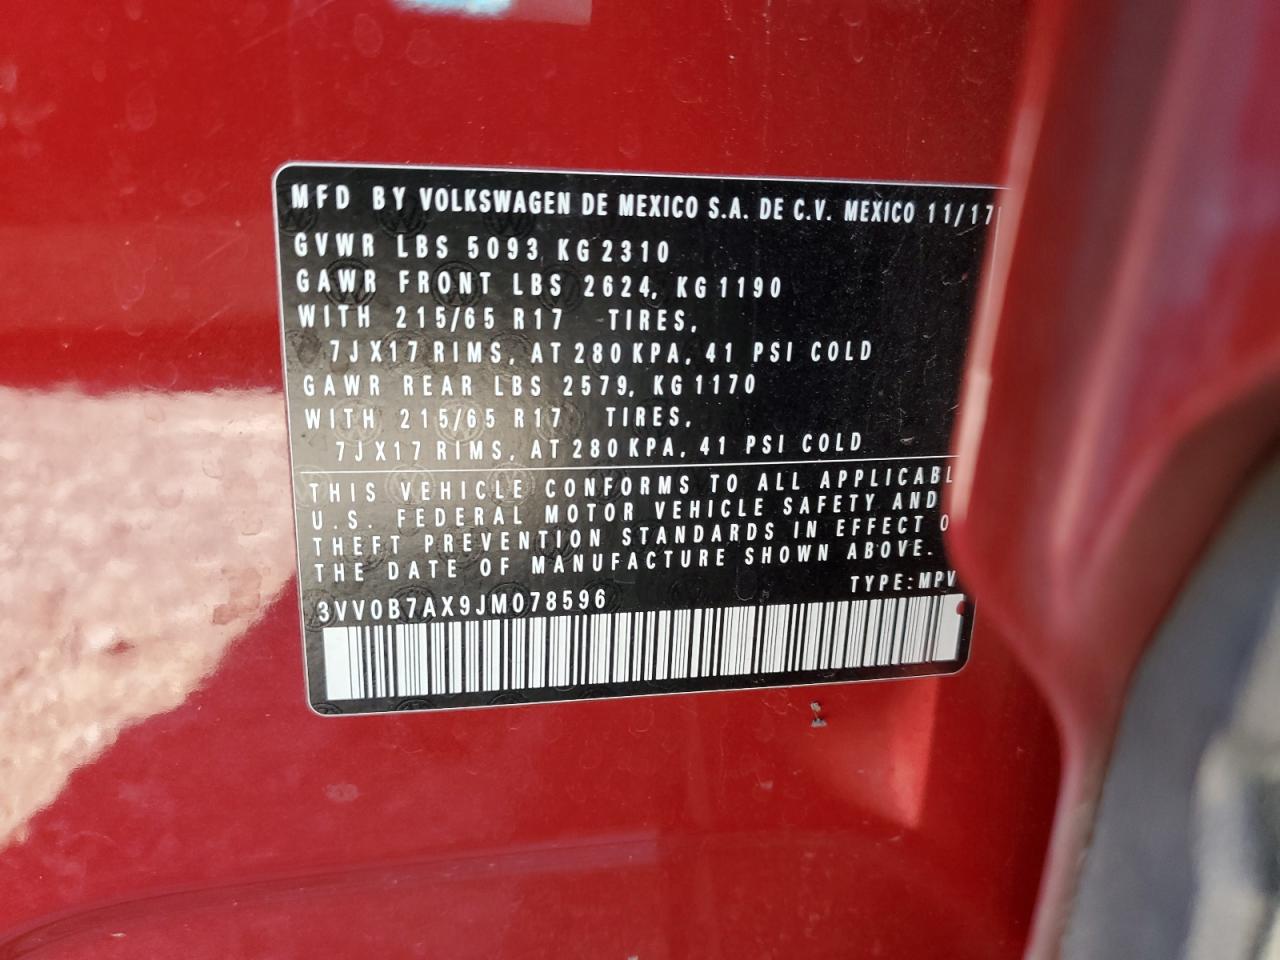 MFD BY VOLKSWAGEN DE MEXICO S.A. DE C.V. MEXICO 11/17
GVWR LBS 5093 KG 2310
GAWR FRONT LBS 2624, KG 1190
WITH 215/65 R17 TIRES,
7JX17 RIMS, AT 280 KPA, 41 PSI COLD
GAWR REAR LBS 2579, KG 1170
WITH 215/65 R17 TIRES,
7JX17 RIMS, AT 280 KPA, 41 PSI COLD
THIS VEHICLE CONFORMS TO ALL APPLICABL
U.S. FEDERAL MOTOR VEHICLE SAFETY AND
THEFT PREVENTION STANDARDS IN EFFECT O
THE DATE OF MANUFACTURE SHOWN ABOVE.
TYPE: MPV
3VV0B7AX9JM078596